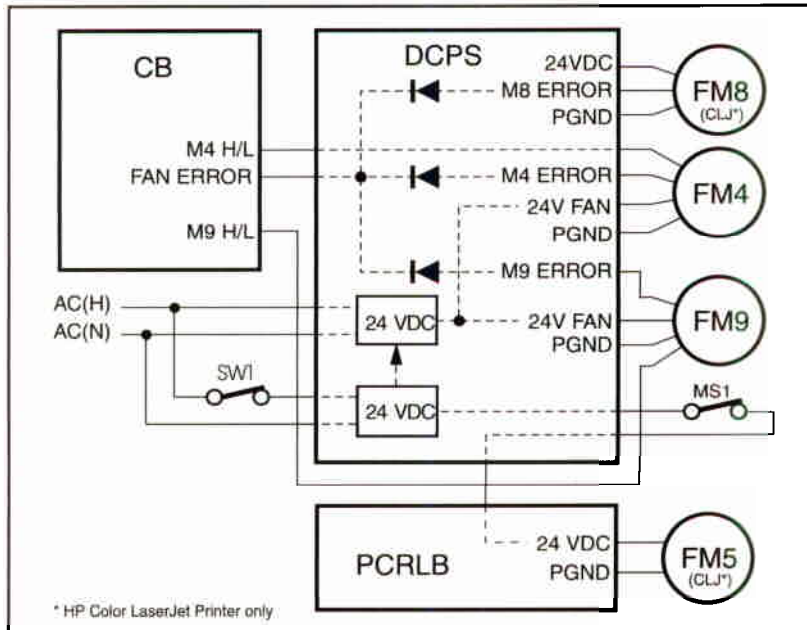 CB
M4 H/L
FAN ERROR
M9 H/L
AC(H)
AC(N)
SW1
DCPS
24VDC
M8 ERROR
PGND
M4 ERROR
24V FAN
PGND
M9 ERROR
24V FAN
PGND
24 VDC
24 VDC
FM8
(CLJ*)
FM4
FM9
MS1
PCRLB
24 VDC
PGND
FM5
(CLJ*)
* HP Color LaserJet Printer only